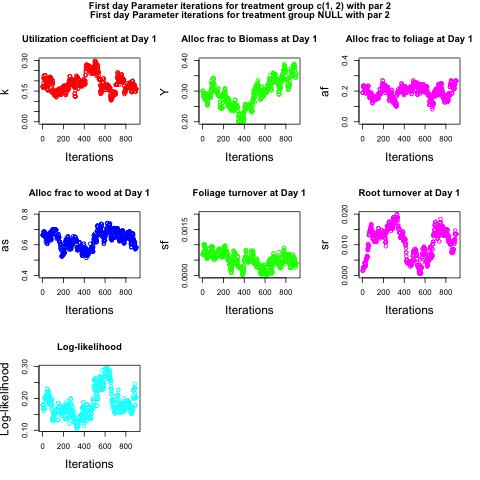 First day Parameter iterations for treatment group c(1, 2) with par 2
First day Parameter iterations for treatment group NULL with par 2
Utilization coefficient at Day 1
k
0.00 0.15 0.30
0 200 400 600 800
Iterations
Alloc frac to Biomass at Day 1
Y
0.20 0.30 0.40
0 200 400 600 800
Iterations
Alloc frac to foliage at Day 1
af
0.0 0.2 0.4
0 200 400 600 800
Iterations
Alloc frac to wood at Day 1
as
0.4 0.6 0.8
0 200 400 600 800
Iterations
Foliage turnover at Day 1
sf
0.0000 0.0015
0 200 400 600 800
Iterations
Root turnover at Day 1
sr
0.000 0.010 0.020
0 200 400 600 800
Iterations
Log-likelihood
Log-likelihood
0.10 0.20 0.30
0 200 400 600 800
Iterations